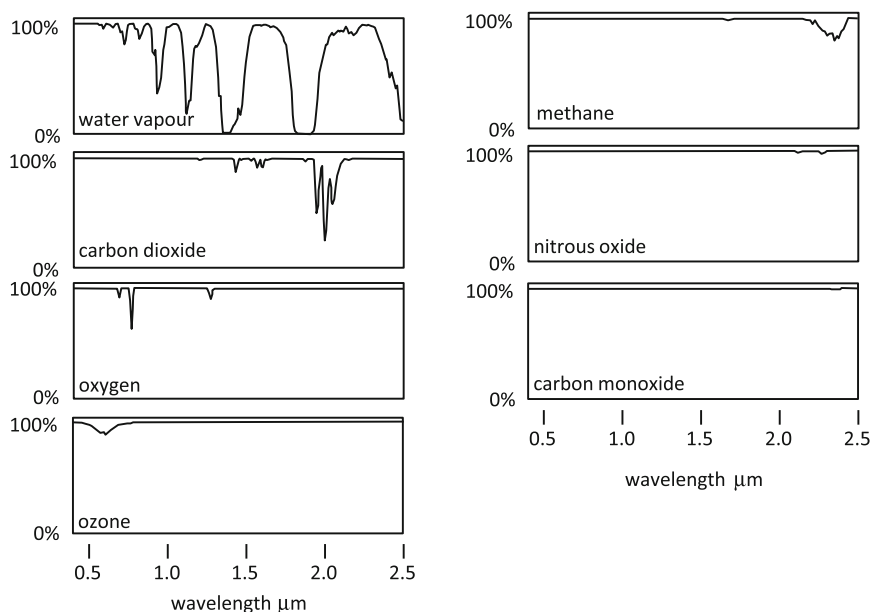 100%
water vapour
0%
100%
carbon dioxide
0%
100%
oxygen
0%
100%
ozone
0%
0.5 1.0 1.5 2.0 2.5
wavelength μm
100%
methane
0%
100%
nitrous oxide
0%
100%
carbon monoxide
0%
0.5 1.0 1.5 2.0 2.5
wavelength μm